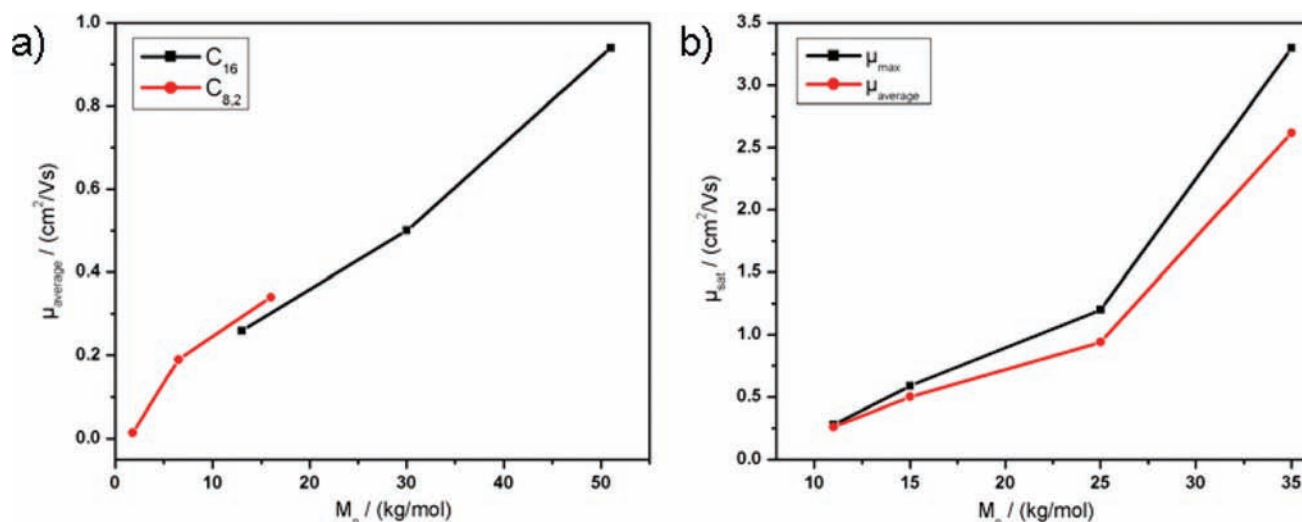 a)
C16
C8,2
μaverage / (cm²/Vs)
1.0
0.8
0.6
0.4
0.2
0.0
0 10 20 30 40 50
b)
μmax
μaverage
μsat / (cm²/Vs)
3.5
3.0
2.5
2.0
1.5
1.0
0.5
0.0
10 15 20 25 30 35
/ (kg/mol)
/ (kg/mol)